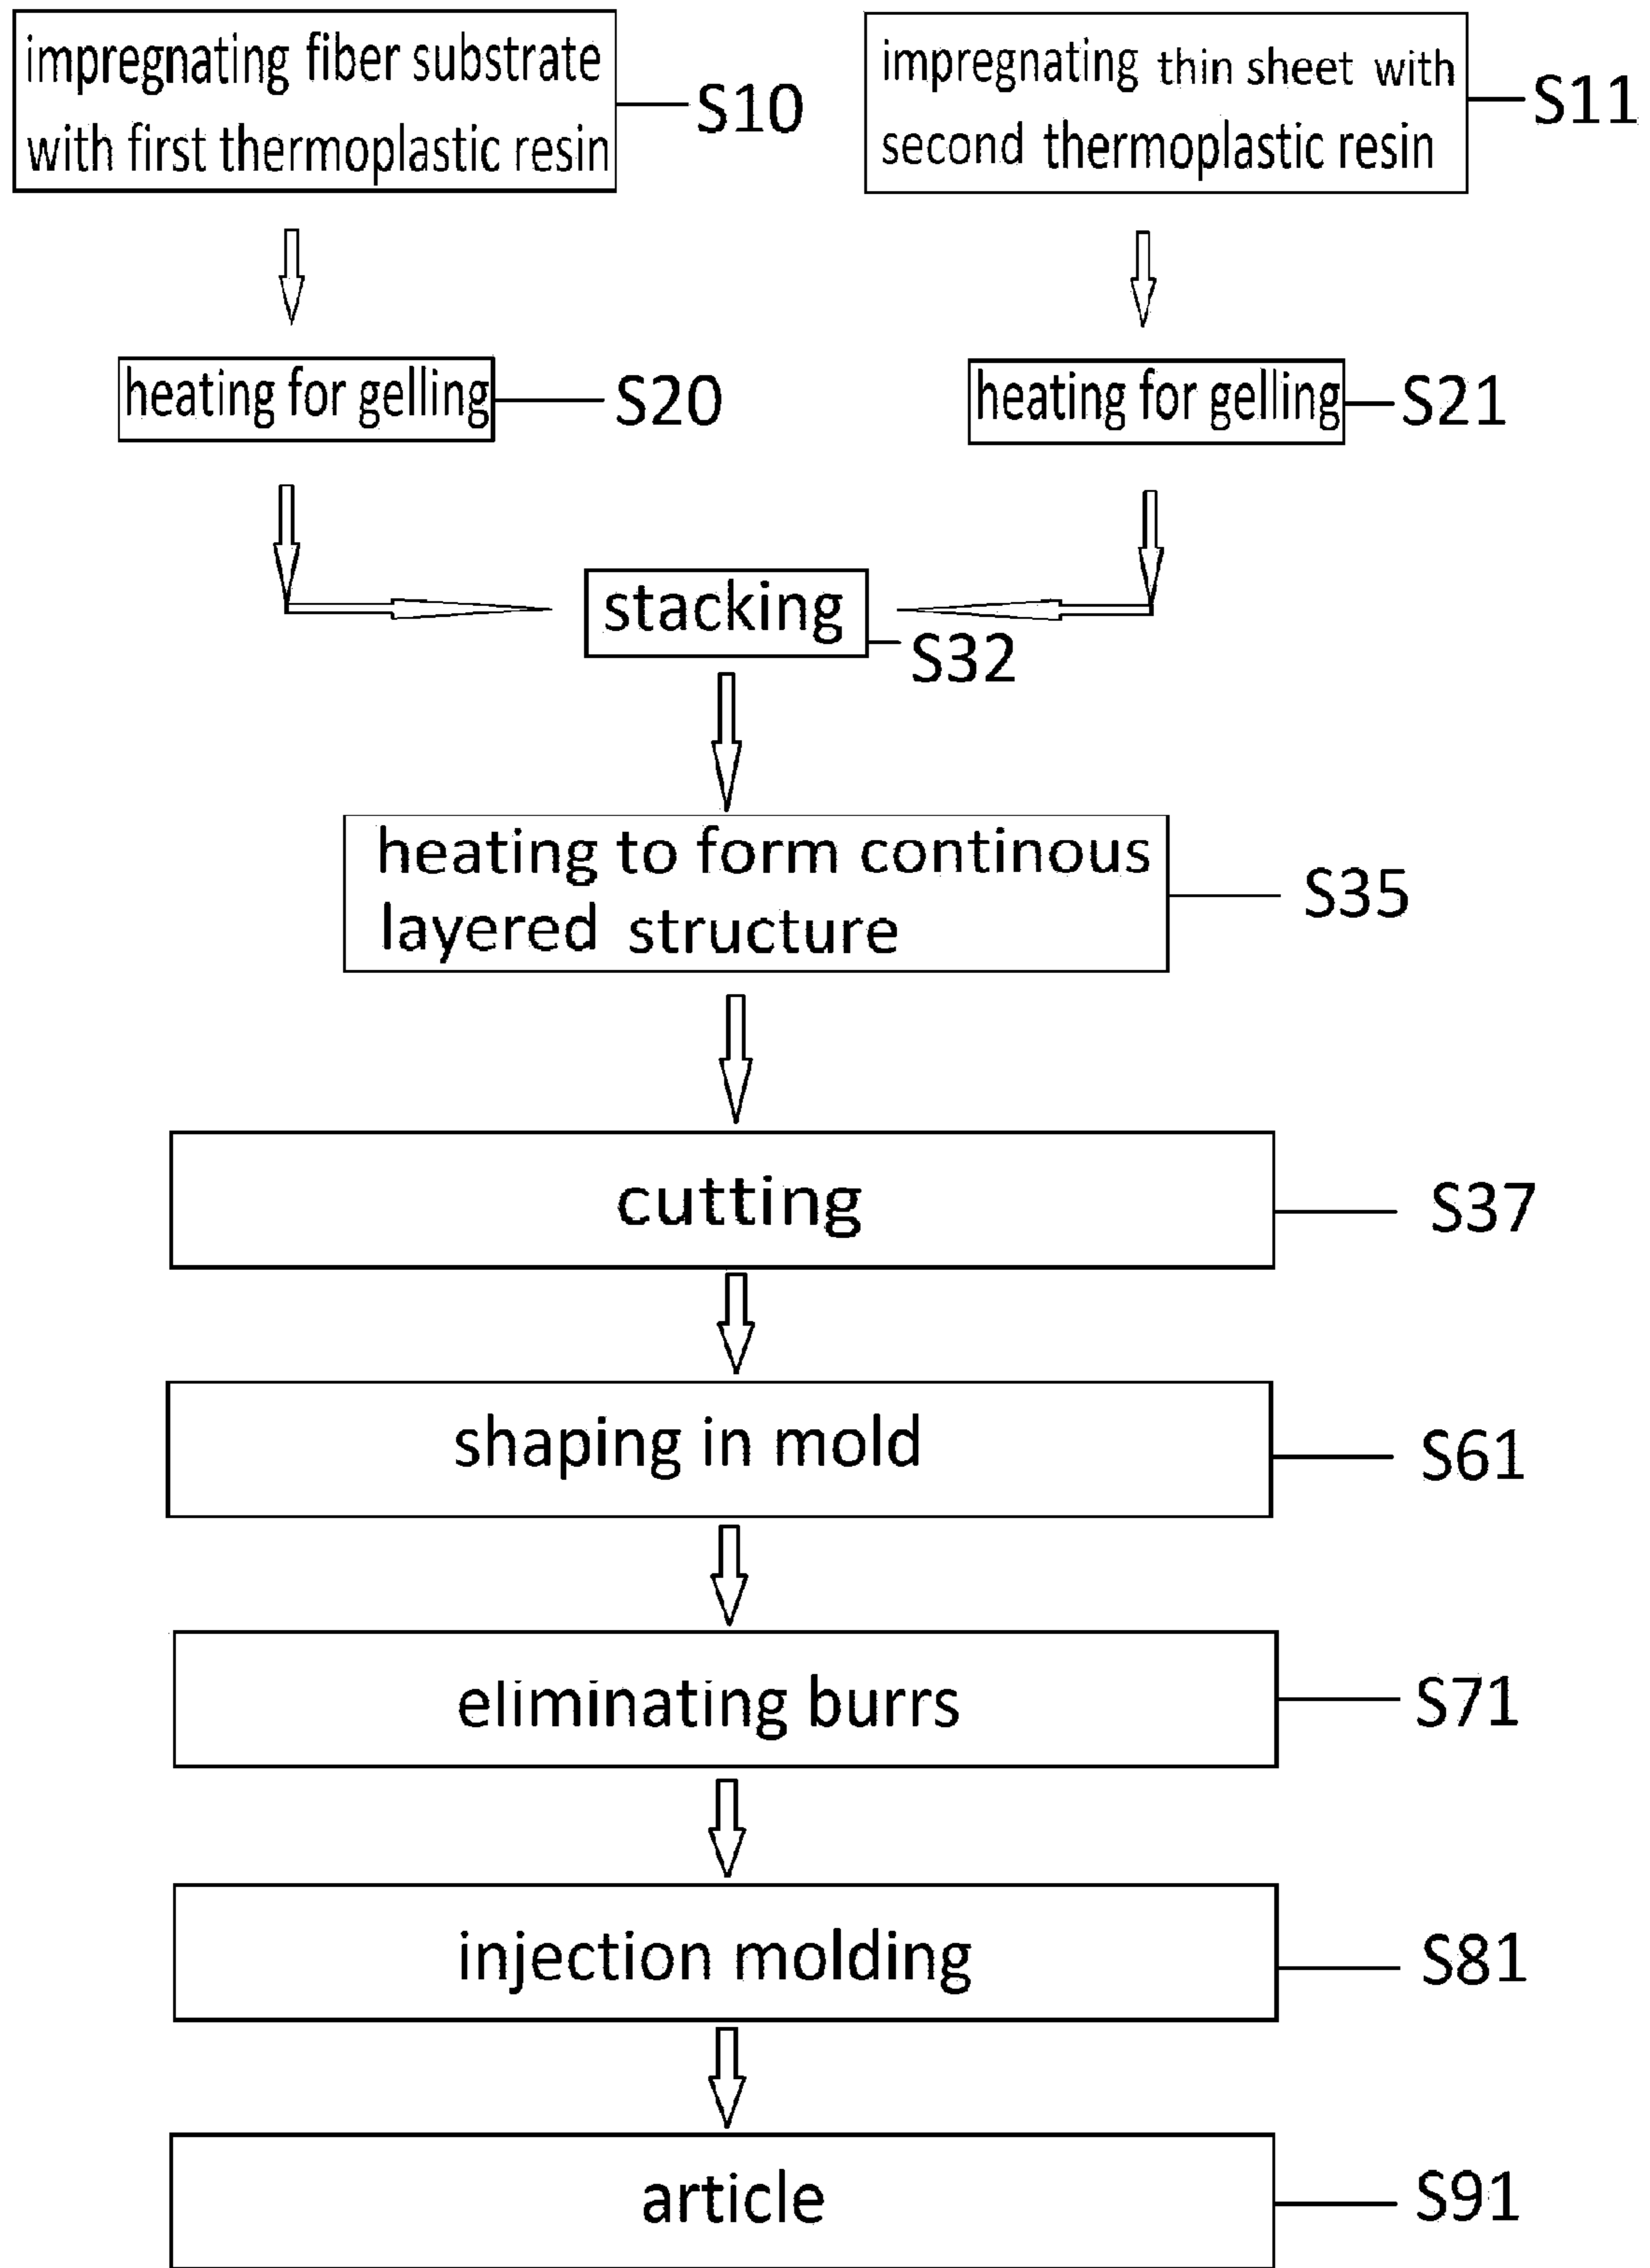 impregnating fiber substrate
with first thermoplastic resin
S10
impregnating thin sheet with
second thermoplastic resin
S11
heating for gelling
S20
heating for gelling
S21
stacking
S32
heating to form continous
layered structure
S35
cutting
S37
shaping in mold
S61
eliminating burrs
S71
injection molding
S81
article
S91